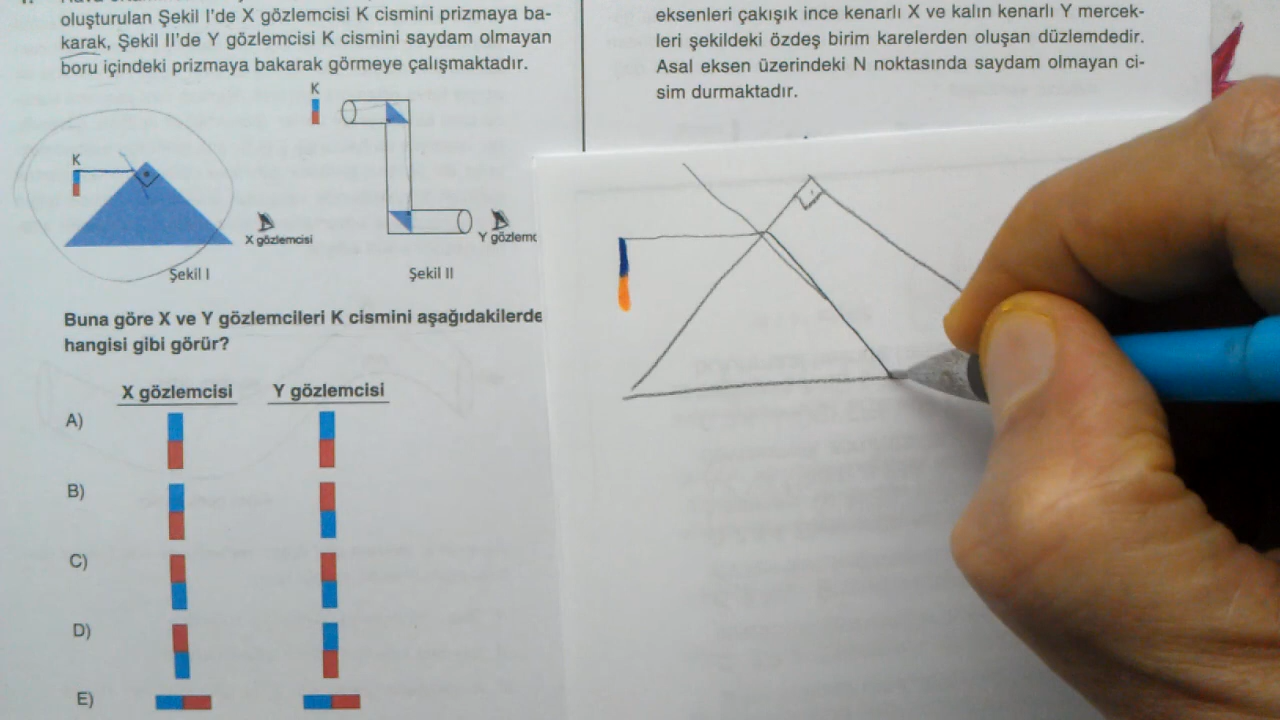 oluşturulan Şekil I'de X gözlemcisi K cismini prizmaya ba-
karak, Şekil II'de Y gözlemcisi K cismini saydam olmayan
boru içindeki prizmaya bakarak görmeye çalışmaktadır.
K
K
X gözlemcisi
Y gözlemc
Şekil I
Şekil II
Buna göre X ve Y gözlemcileri K cismini aşağıdakilerde
hangisi gibi görür?
X gözlemcisi Y gözlemcisi
A)
B)
C)
D)
E)
eksenleri çakışık ince kenarlı X ve kalın kenarlı Y mercek-
leri şekildeki özdeş birim karelerden oluşan düzlemdedir.
Asal eksen üzerindeki N noktasında saydam olmayan ci-
sim durmaktadır.